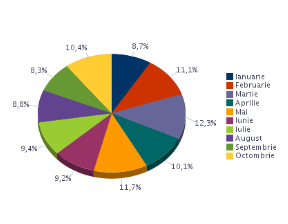 10,4%
8,7%
8,3%
11,1%
8,8%
12,3%
9,4%
10,1%
9,2%
11,7%
Ianuarie
Februarie
Martie
Aprilie
Mai
Iunie
Iulie
August
Septembrie
Octombrie